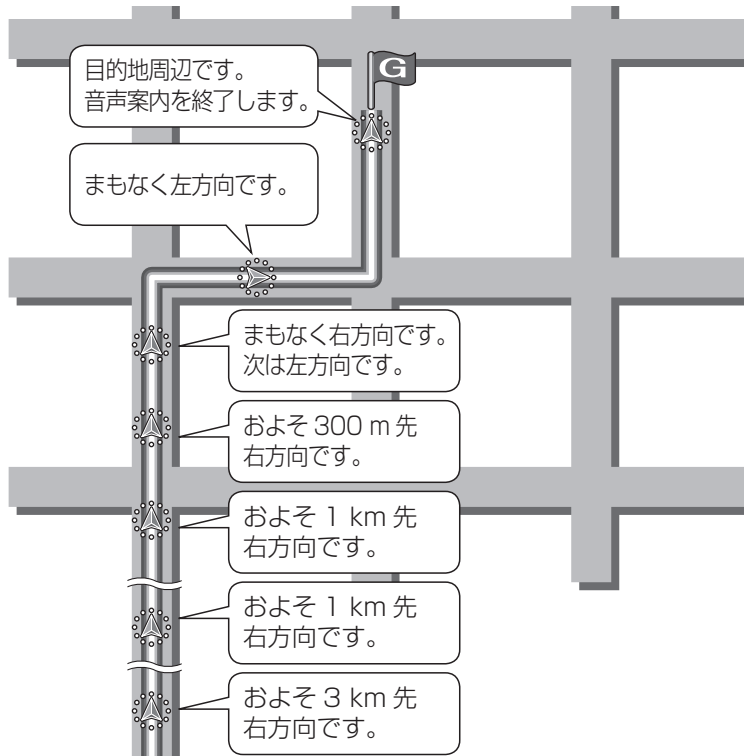 目的地周辺です。
音声案内を終了します。
G
まもなく左方向です。
まもなく右方向です。
次は左方向です。
およそ 300 m 先
右方向です。
およそ 1 km 先
右方向です。
およそ 1 km 先
右方向です。
およそ 3 km 先
右方向です。